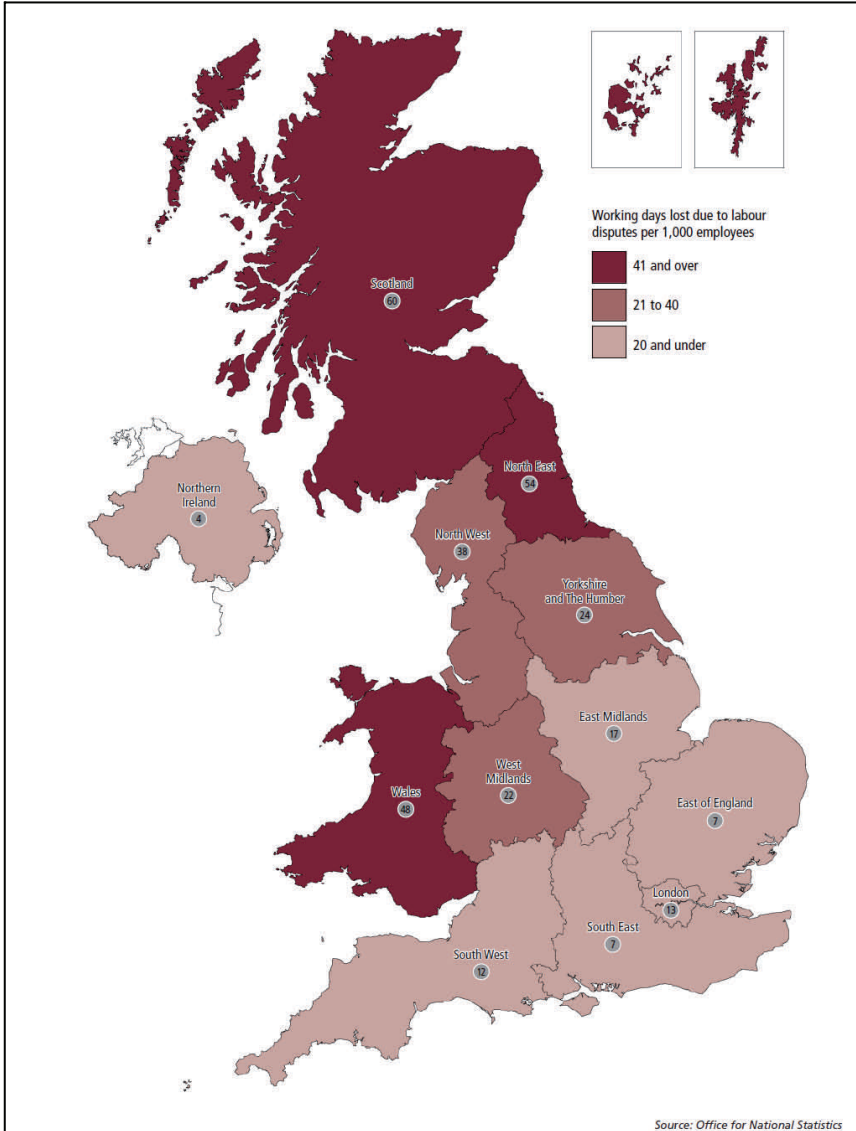 Working days lost due to labour
disputes per 1,000 employees
41 and over
21 to 40
20 and under
Scotland
60
North East
54
Northern
Ireland
4
North West
38
Yorkshire
and The Humber
24
East Midlands
17
West
Midlands
22
Wales
48
East of England
7
London
13
South East
7
South West
12
Source: Office for National Statistics